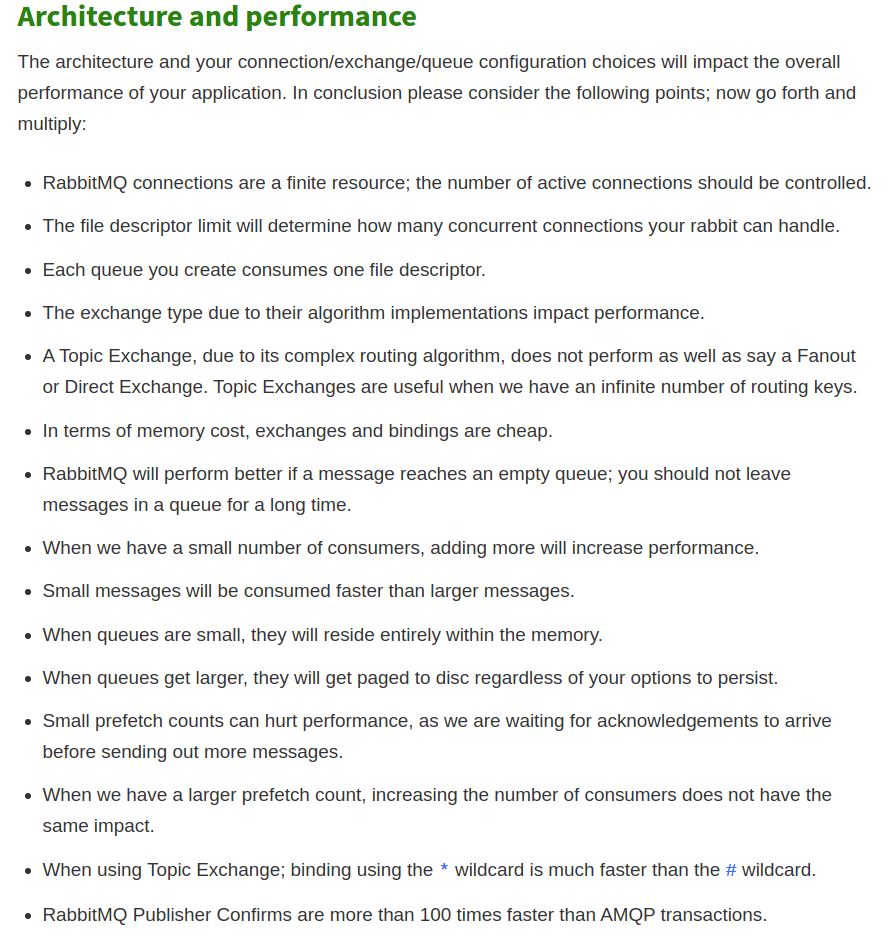 Architecture and performance
The architecture and your connection/exchange/queue configuration choices will impact the overall
performance of your application. In conclusion please consider the following points; now go forth and
multiply:
• RabbitMQ connections are a finite resource; the number of active connections should be controlled.
• The file descriptor limit will determine how many concurrent connections your rabbit can handle.
• Each queue you create consumes one file descriptor.
• The exchange type due to their algorithm implementations impact performance.
• A Topic Exchange, due to its complex routing algorithm, does not perform as well as say a Fanout
or Direct Exchange. Topic Exchanges are useful when we have an infinite number of routing keys.
• In terms of memory cost, exchanges and bindings are cheap.
• RabbitMQ will perform better if a message reaches an empty queue; you should not leave
messages in a queue for a long time.
• When we have a small number of consumers, adding more will increase performance.
• Small messages will be consumed faster than larger messages.
• When queues are small, they will reside entirely within the memory.
• When queues get larger, they will get paged to disc regardless of your options to persist.
• Small prefetch counts can hurt performance, as we are waiting for acknowledgements to arrive
before sending out more messages.
• When we have a larger prefetch count, increasing the number of consumers does not have the
same impact.
• When using Topic Exchange; binding using the * wildcard is much faster than the # wildcard.
• RabbitMQ Publisher Confirms are more than 100 times faster than AMQP transactions.